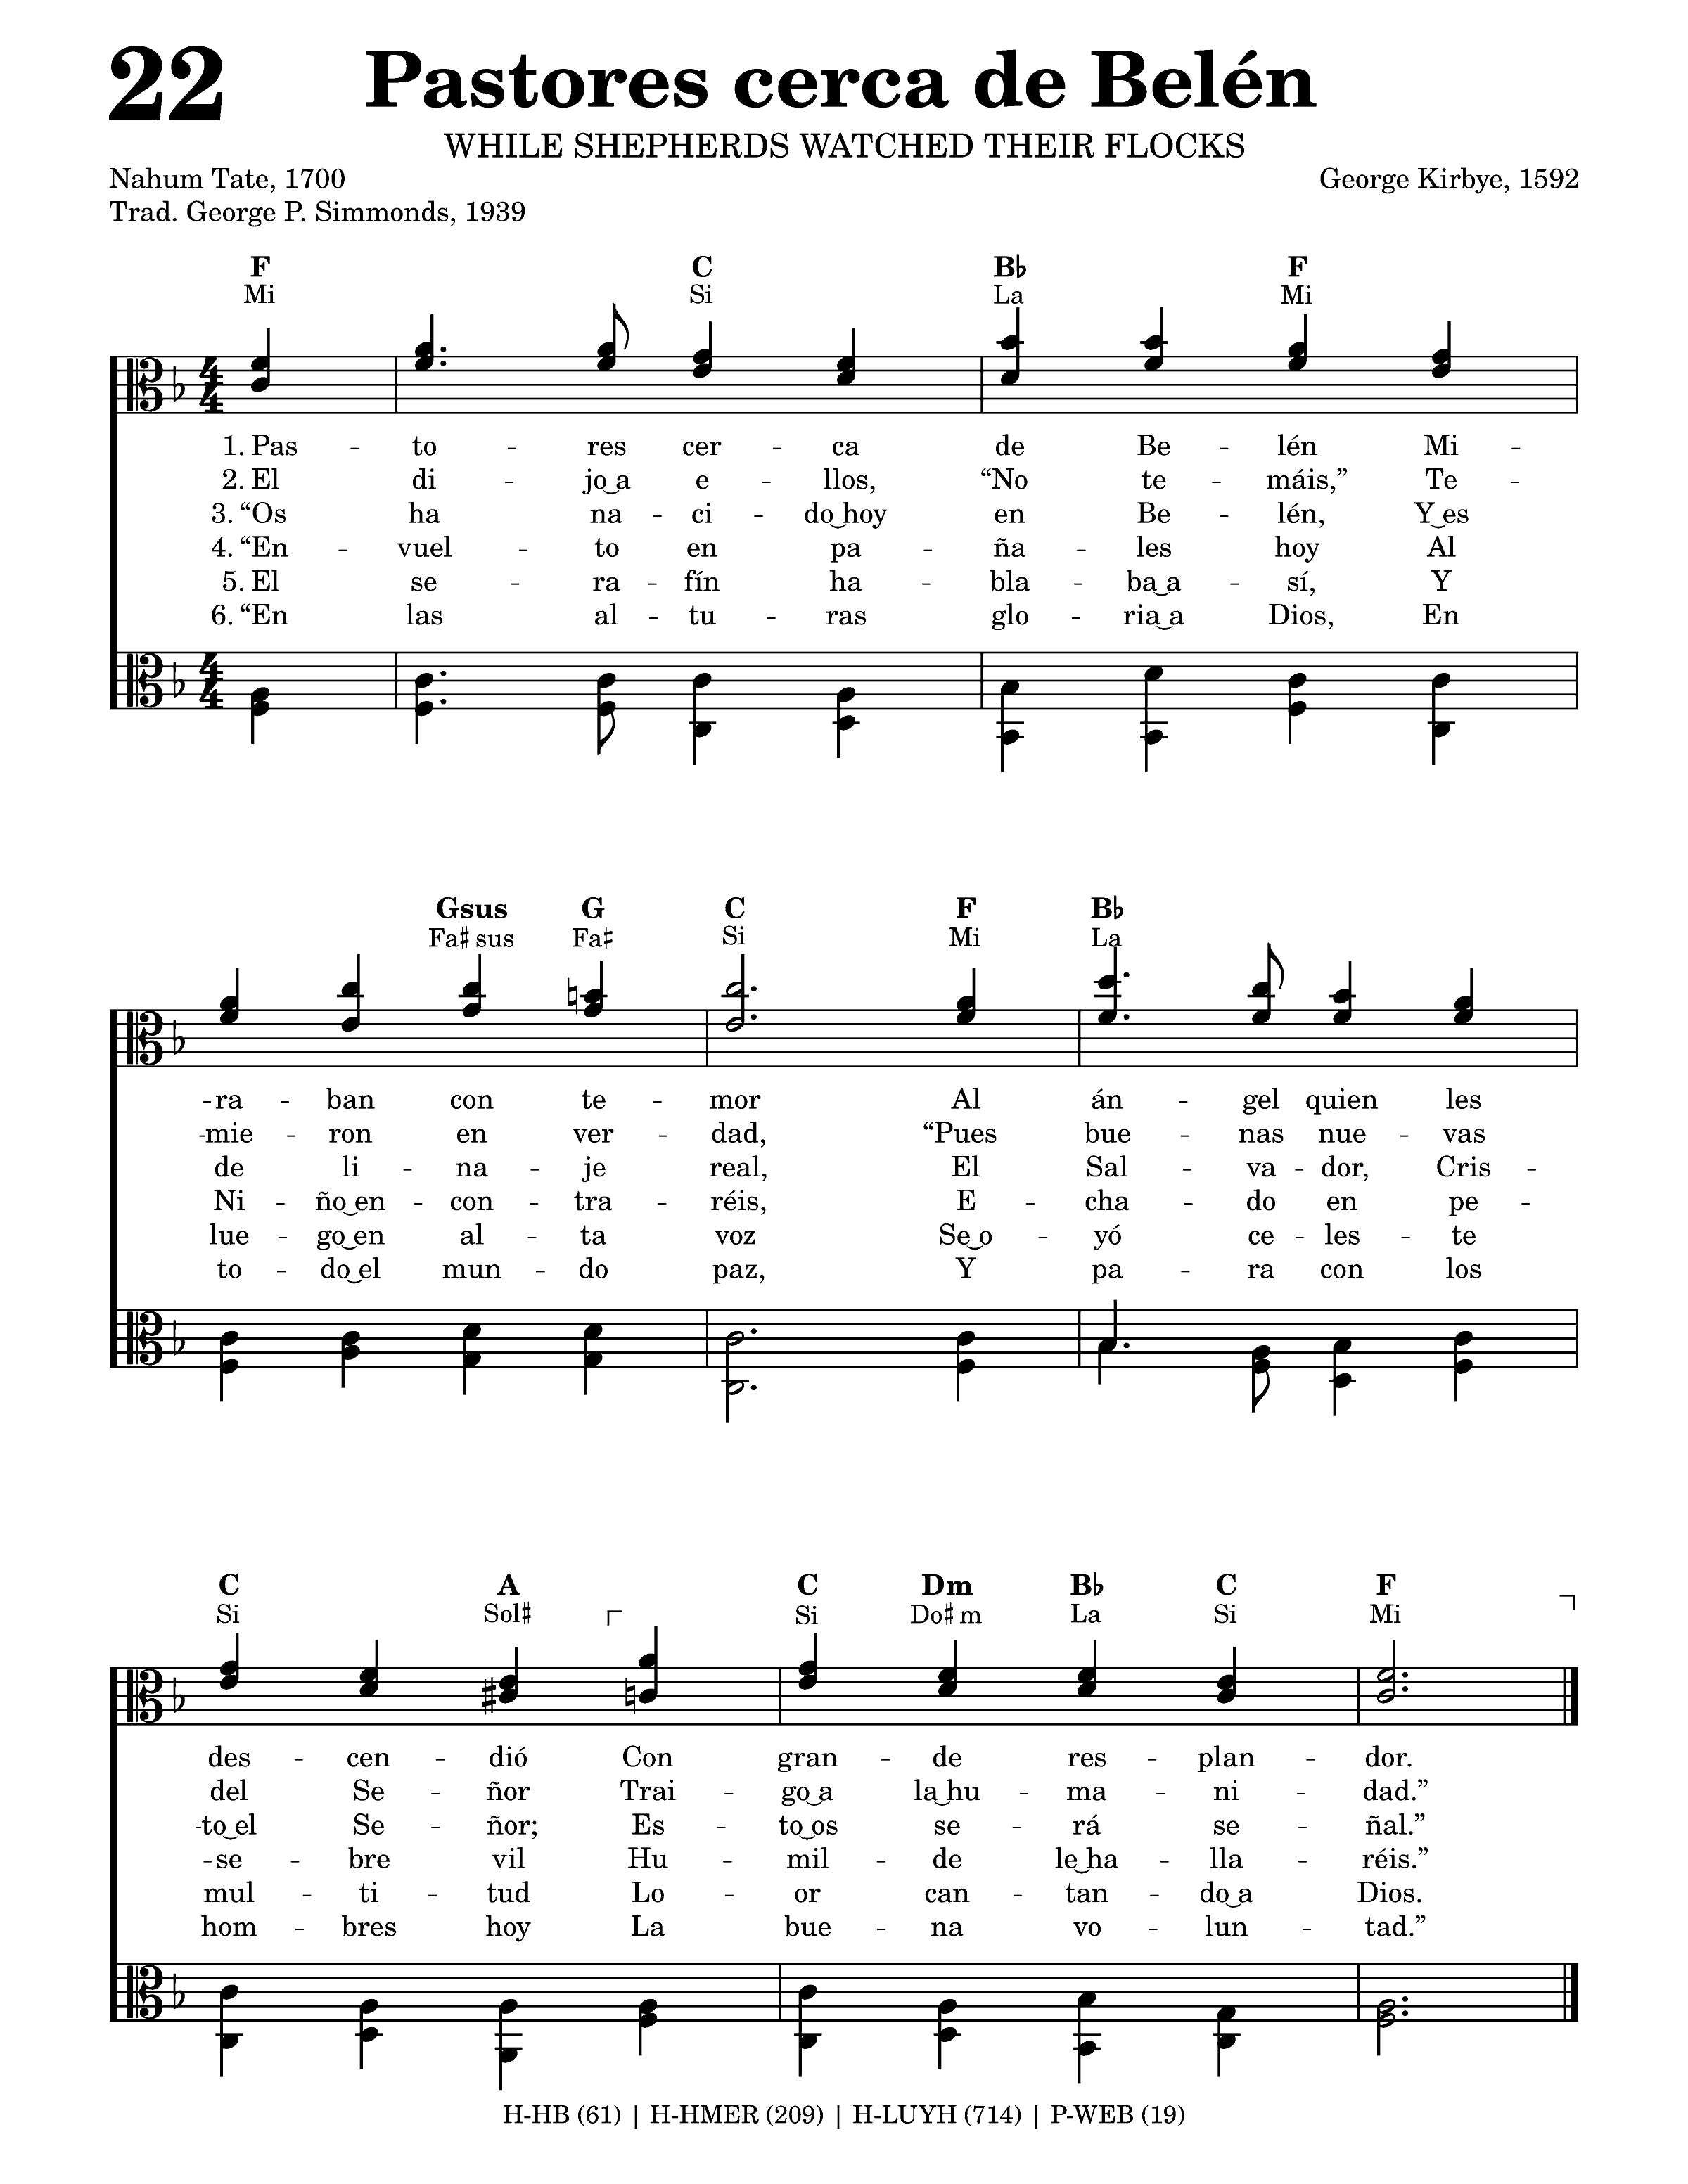 22 Pastores cerca de Belén
WHILE SHEPHERDS WATCHED THEIR FLOCKS
Nahum Tate, 1700 George Kirbye, 1592
Trad. George P. Simmonds, 1939
F C B♭ F
Mi Si La Mi
4
4
1. Pas - to - res cer - ca de Be - lén Mi -
2. El di - jo‿a e - llos, “No te - máis,” Te -
3. “Os ha na - ci - do‿hoy en Be - lén, Y‿es
4. “En - vuel - to en pa - ña - les hoy Al
5. El se - ra - fín ha - bla - ba‿a - sí, Y
6. “En las al - tu - ras glo - ria‿a Dios, En
4
4
Gsus G C F B♭
Fa♯ sus Fa♯ Si Mi La
- ra - ban con te - mor Al án - gel quien les
- mie - ron en ver - dad, “Pues bue - nas nue - vas
de li - na - je real, El Sal - va - dor, Cris -
Ni - ño‿en - con - tra - réis, E - cha - do en pe -
lue - go‿en al - ta voz Se‿o - yó ce - les - te
to - do‿el mun - do paz, Y pa - ra con los
C A C Dm B♭ C F
Si Sol♯ Si Do♯ m La Si Mi
des - cen - dió Con gran - de res - plan - dor.
del Se - ñor Trai - go‿a la‿hu - ma - ni - dad.”
- to‿el Se - ñor; Es - to‿os se - rá se - ñal.”
- se - bre vil Hu - mil - de le‿ha - lla - réis.”
mul - ti - tud Lo - or can - tan - do‿a Dios.
hom - bres hoy La bue - na vo - lun - tad.”
H-HB (61) | H-HMER (209) | H-LUYH (714) | P-WEB (19)